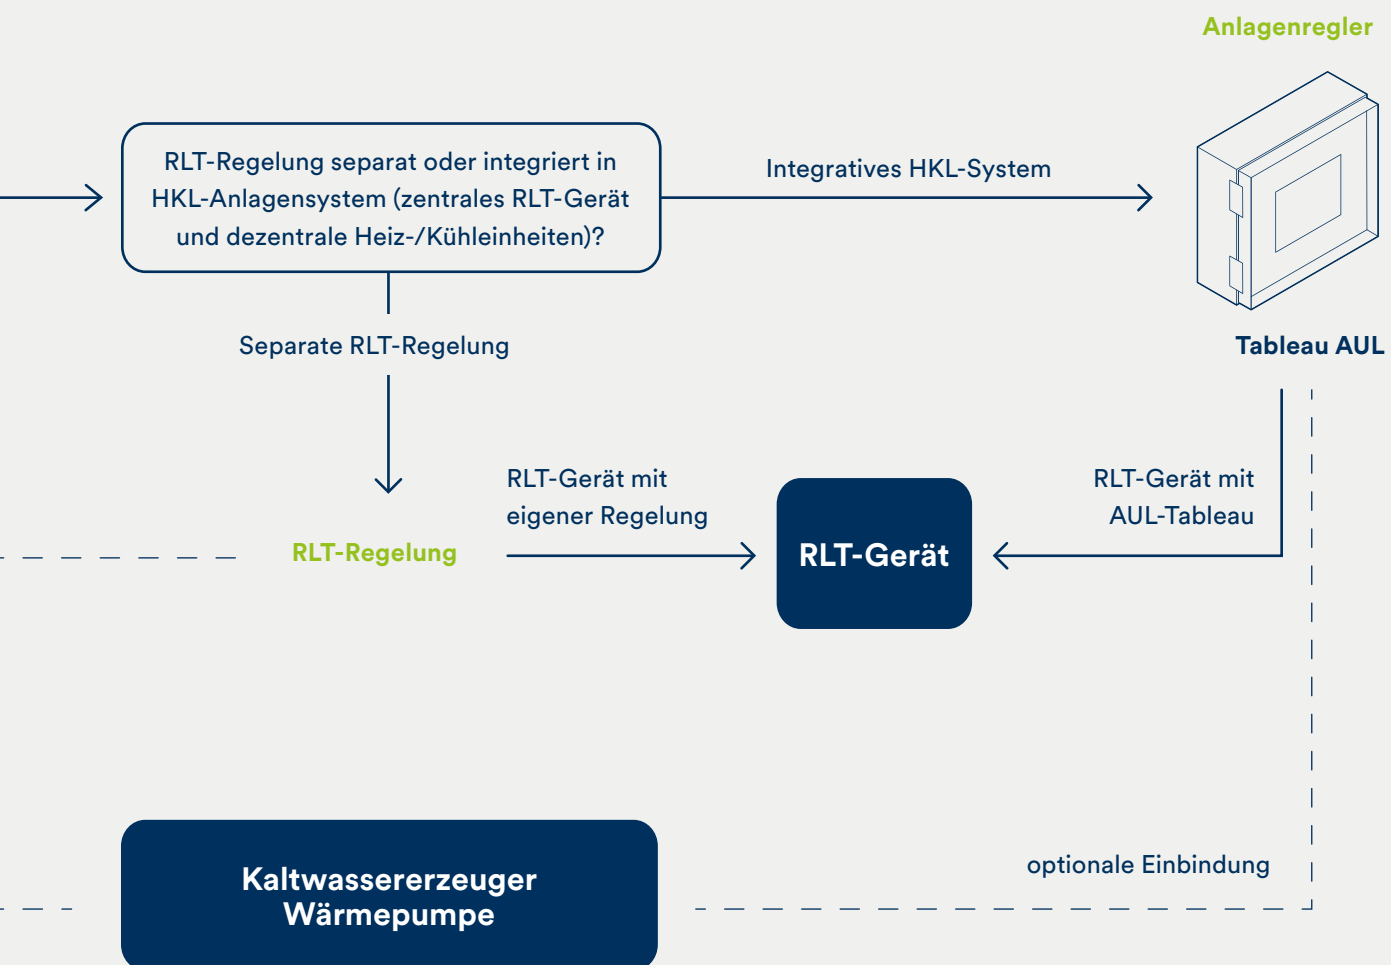 Anlagenregler
RLT-Regelung separat oder integriert in
HKL-Anlagensystem (zentrales RLT-Gerät
und dezentrale Heiz-/Kühleinheiten)?
Integratives HKL-System
Separate RLT-Regelung
Tableau AUL
RLT-Gerät mit
eigener Regelung
RLT-Gerät mit
AUL-Tableau
RLT-Regelung
RLT-Gerät
Kaltwassererzeuger
Wärmepumpe
optionale Einbindung